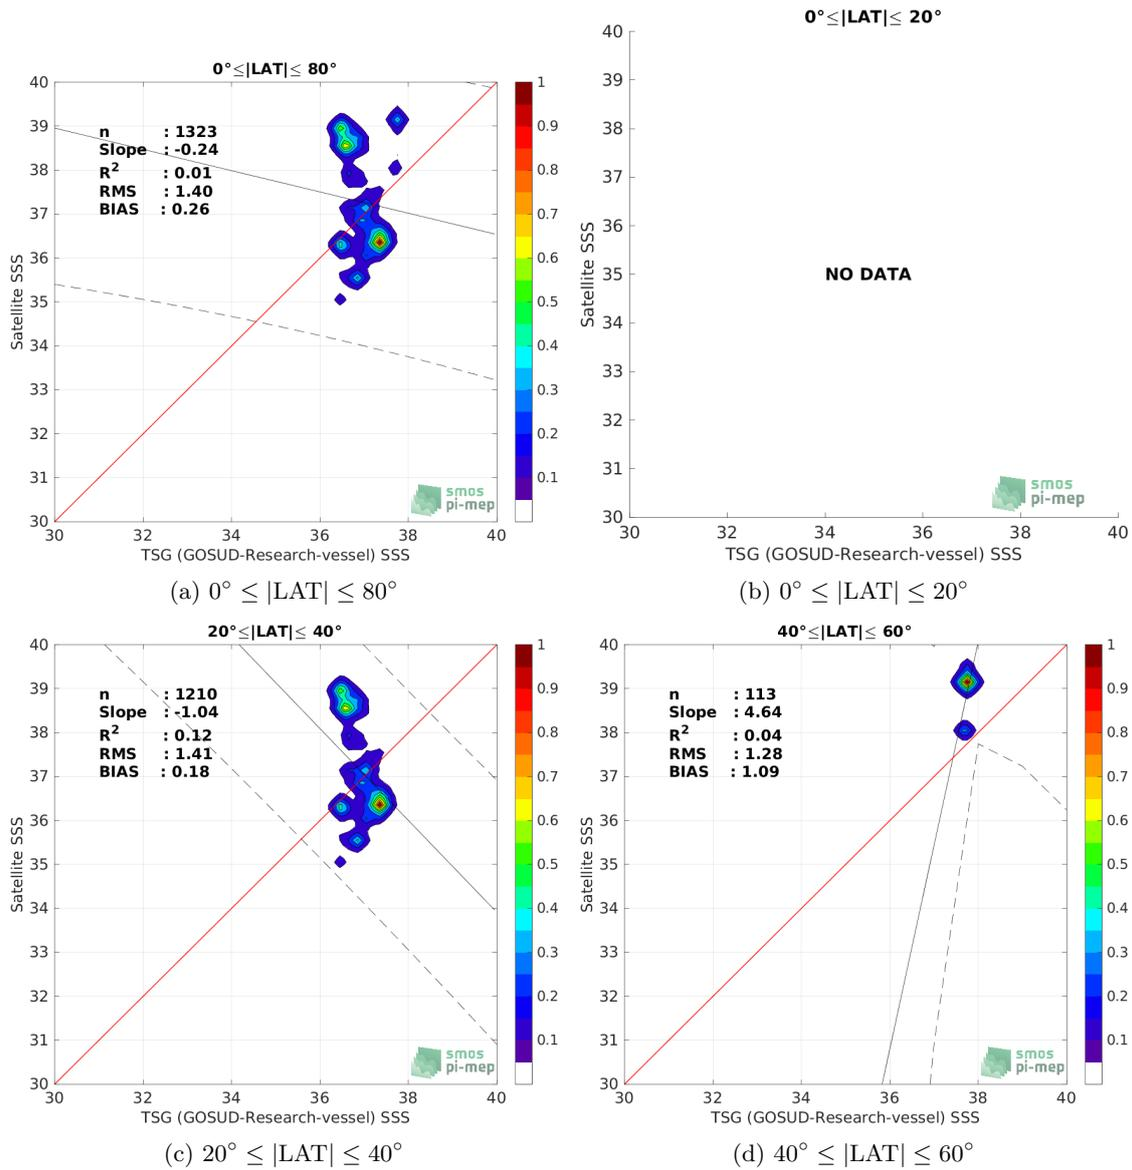 0°≤|LAT|≤ 80°
40
39
38
37
36
35
34
33
32
31
30
30 32 34 36 38 40
Satellite SSS
TSG (GOSUD-Research-vessel) SSS
n : 1323
Slope : -0.24
R² : 0.01
RMS : 1.40
BIAS : 0.26
1
0.9
0.8
0.7
0.6
0.5
0.4
0.3
0.2
0.1
smos
pi-mep
(a) 0° ≤ |LAT| ≤ 80°
0°≤|LAT|≤ 20°
40
39
38
37
36
35
34
33
32
31
30
30 32 34 36 38 40
Satellite SSS
TSG (GOSUD-Research-vessel) SSS
NO DATA
smos
pi-mep
(b) 0° ≤ |LAT| ≤ 20°
20°≤|LAT|≤ 40°
40
39
38
37
36
35
34
33
32
31
30
30 32 34 36 38 40
Satellite SSS
TSG (GOSUD-Research-vessel) SSS
n : 1210
Slope : -1.04
R² : 0.12
RMS : 1.41
BIAS : 0.18
1
0.9
0.8
0.7
0.6
0.5
0.4
0.3
0.2
0.1
smos
pi-mep
(c) 20° ≤ |LAT| ≤ 40°
40°≤|LAT|≤ 60°
40
39
38
37
36
35
34
33
32
31
30
30 32 34 36 38 40
Satellite SSS
TSG (GOSUD-Research-vessel) SSS
n : 113
Slope : 4.64
R² : 0.04
RMS : 1.28
BIAS : 1.09
1
0.9
0.8
0.7
0.6
0.5
0.4
0.3
0.2
0.1
smos
pi-mep
(d) 40° ≤ |LAT| ≤ 60°